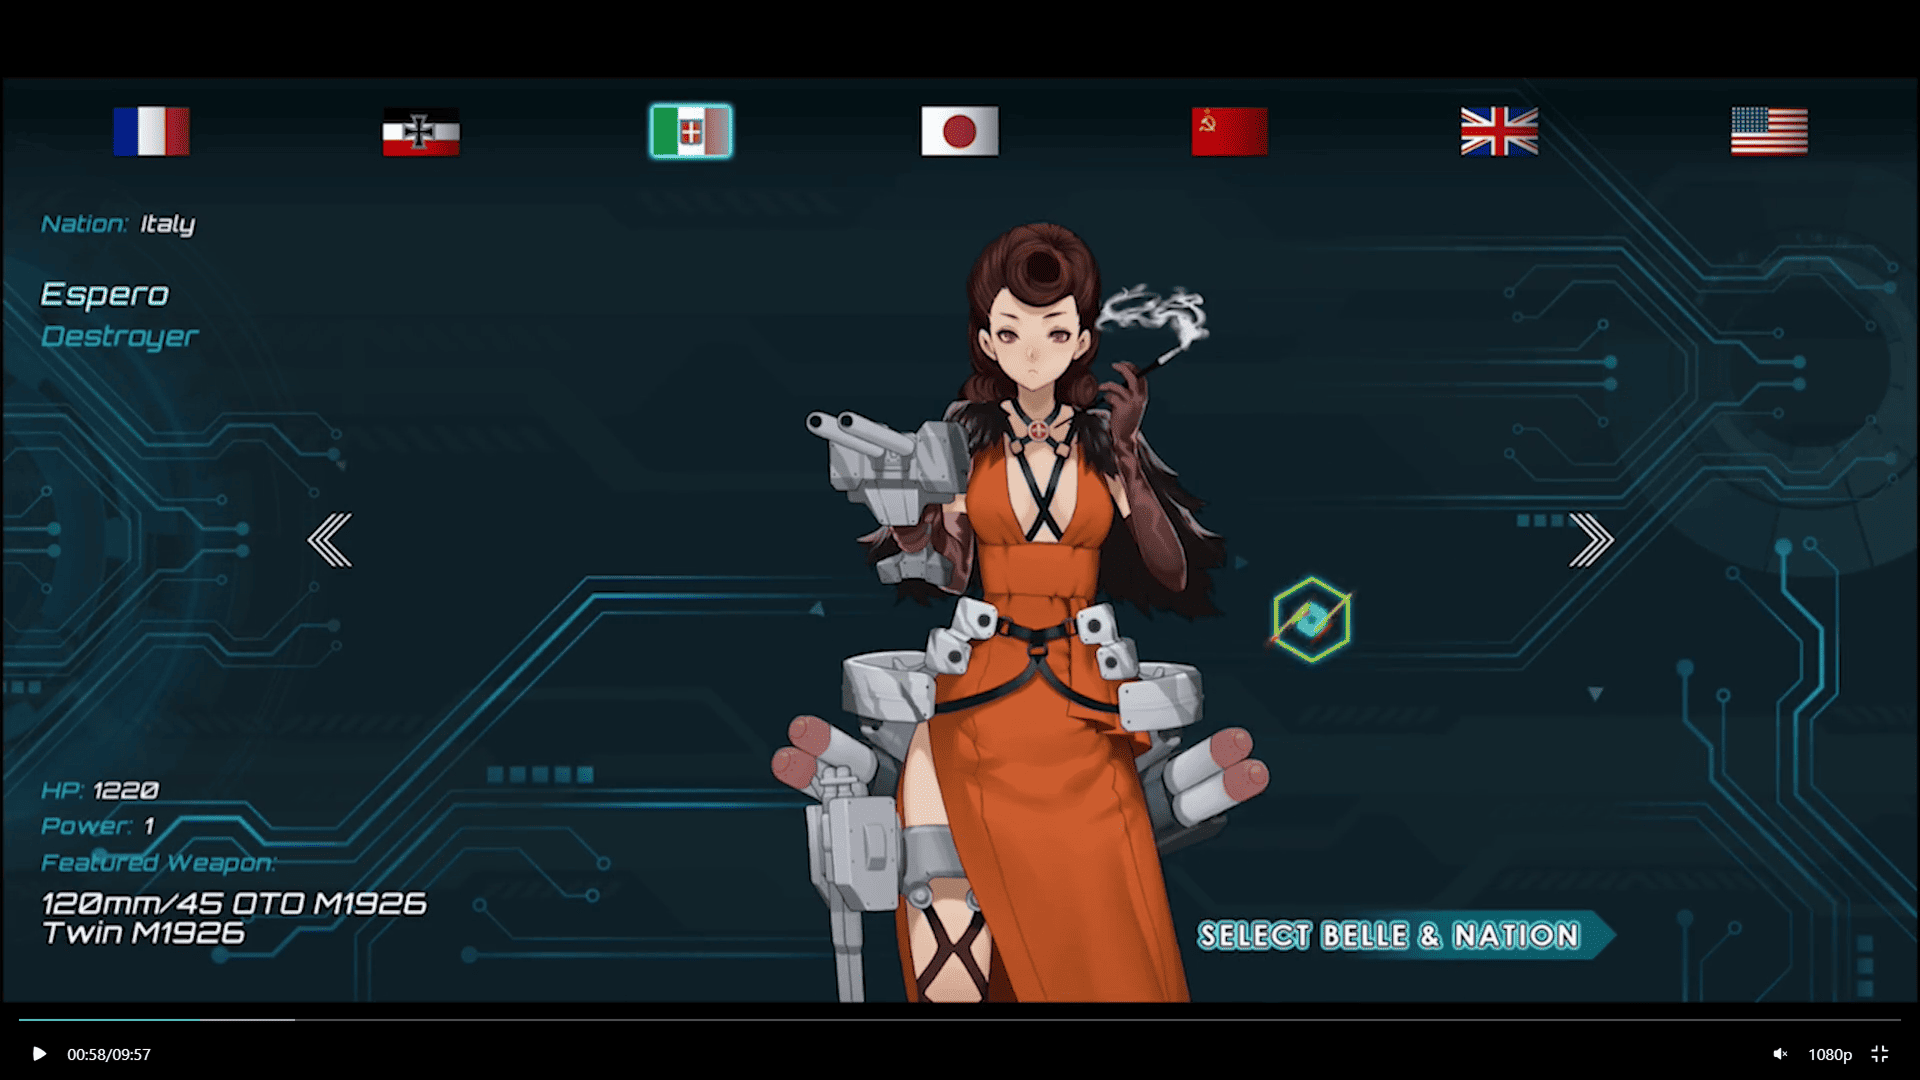 Nation: Italy
Espero
Destroyer
HP: 1220
Power: 1
Featured Weapon:
120mm/45 OTO M1926
Twin M1926
SELECT BELLE & NATION
00:58/09:57
1080p